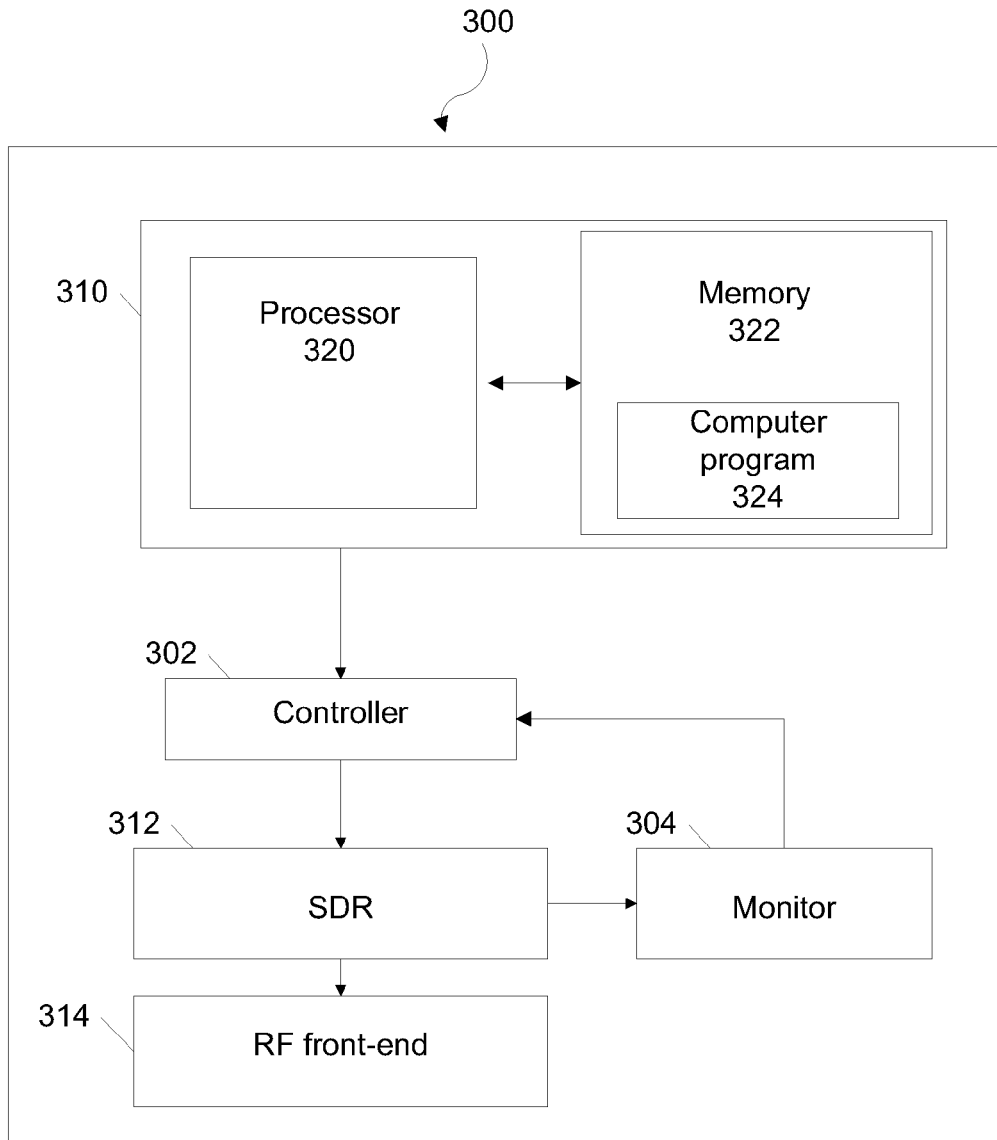 300
310
Processor
320
Memory
322
Computer
program
324
302
Controller
312
SDR
304
Monitor
314
RF front-end